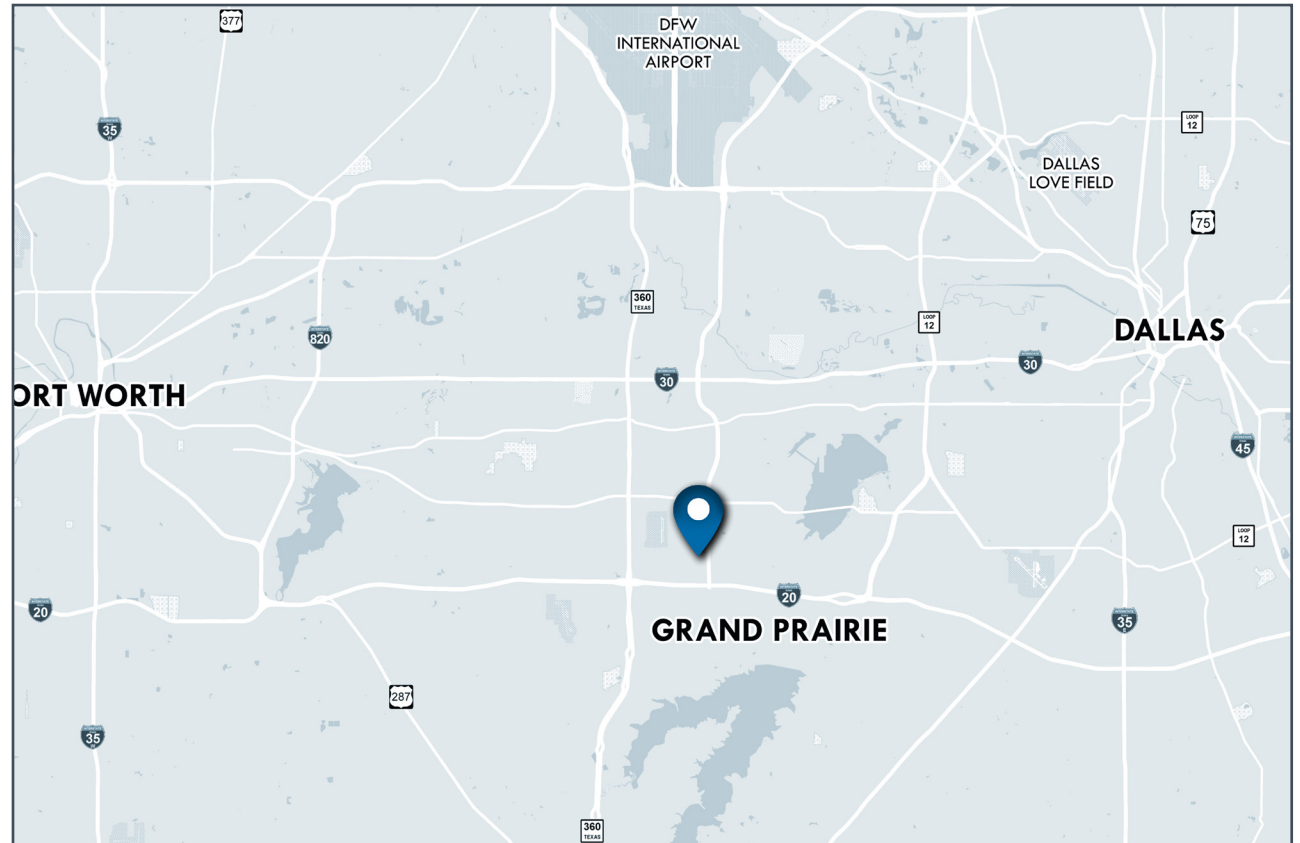 377
DFW
INTERNATIONAL
AIRPORT
35
LOOP
12
DALLAS
LOVE FIELD
75
360
TEXAS
LOOP
12
820
DALLAS
30
30
ORT WORTH
45
LOOP
12
20
20
35
GRAND PRAIRIE
287
35
360
TEXAS